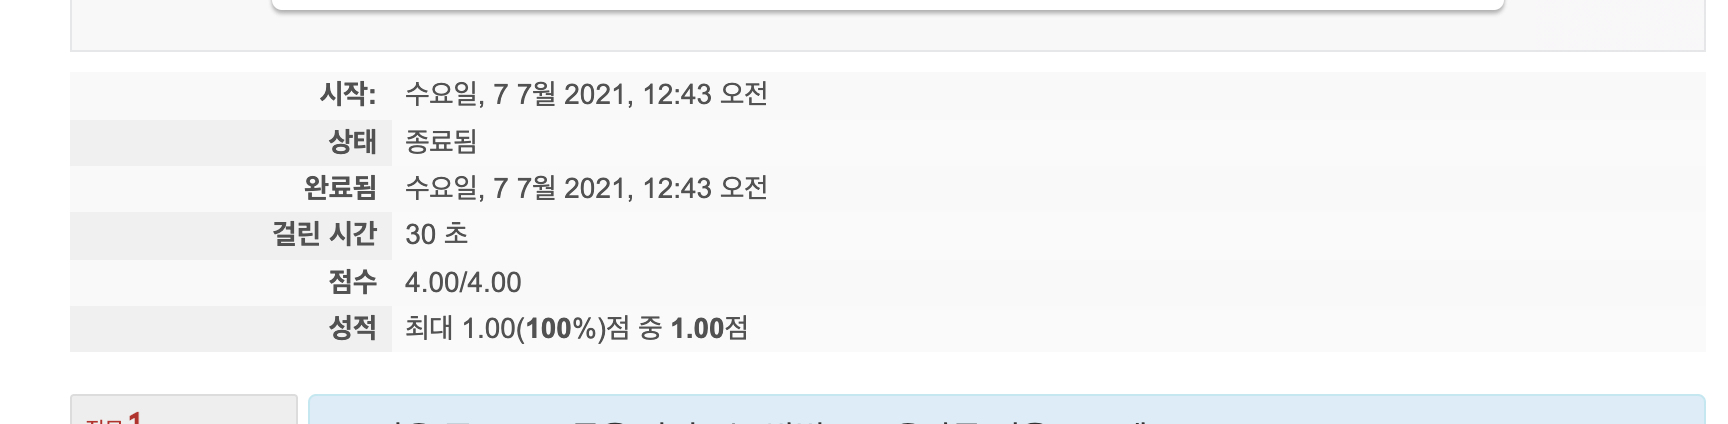 시작: 수요일, 7 7월 2021, 12:43 오전
상태 종료됨
완료됨 수요일, 7 7월 2021, 12:43 오전
걸린 시간 30 초
점수 4.00/4.00
성적 최대 1.00(100%)점 중 1.00점
1